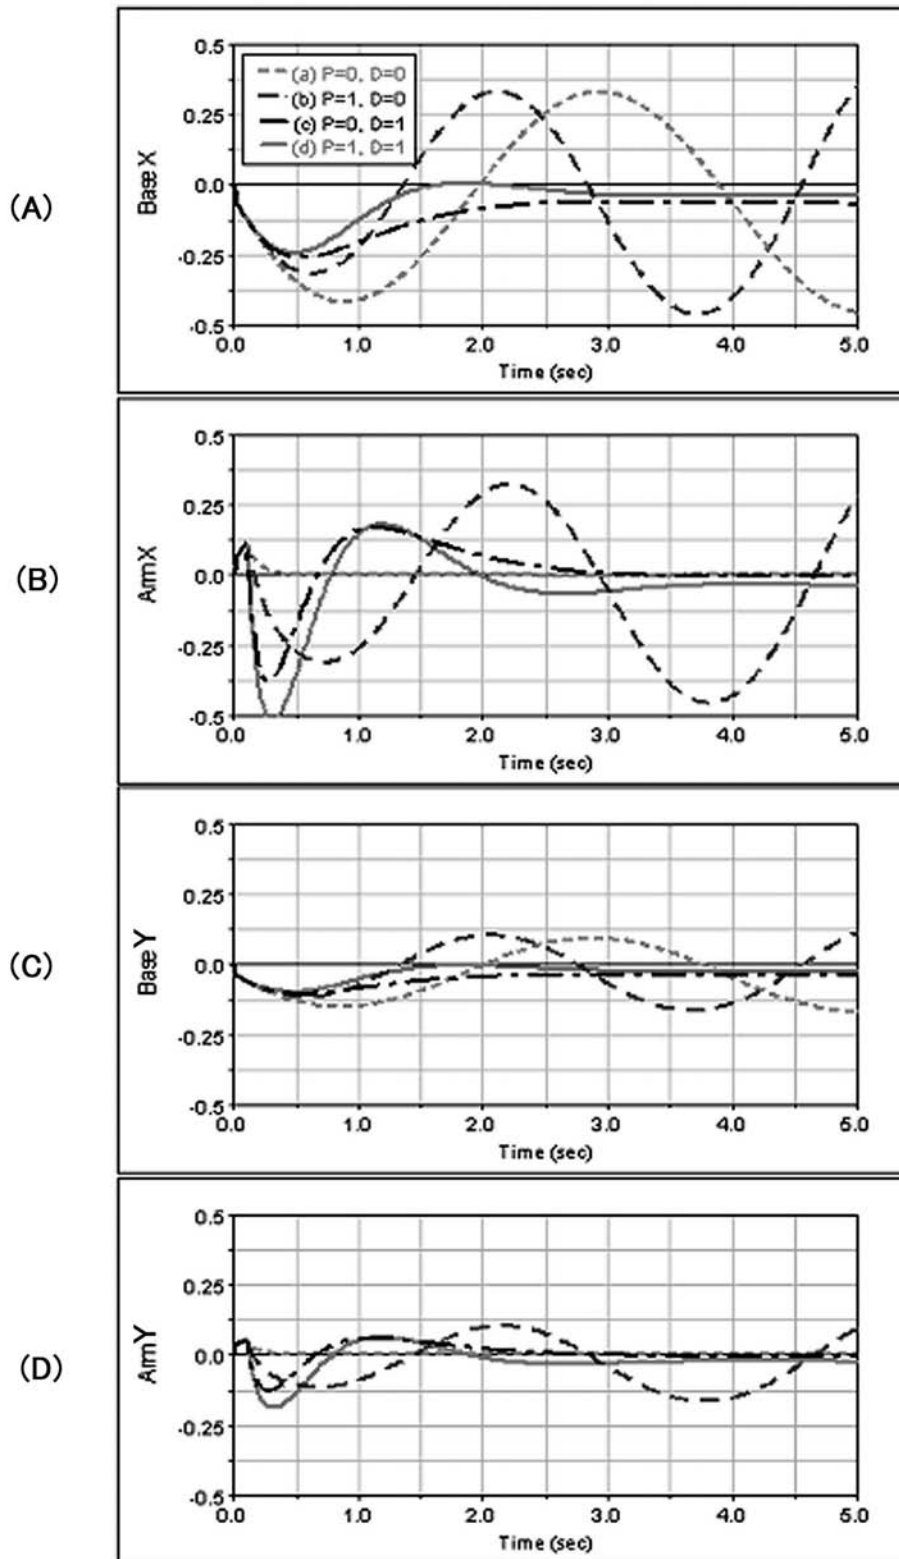 (A)
Base X
0.5
0.25
0.0
-0.25
-0.5
(a) P=0, D=0
(b) P=1, D=0
(c) P=0, D=1
(d) P=1, D=1
0.0 1.0 2.0 3.0 4.0 5.0
Time (sec)
(B)
Arm X
0.5
0.25
0.0
-0.25
-0.5
0.0 1.0 2.0 3.0 4.0 5.0
Time (sec)
(C)
Base Y
0.5
0.25
0.0
-0.25
-0.5
0.0 1.0 2.0 3.0 4.0 5.0
Time (sec)
(D)
Arm Y
0.5
0.25
0.0
-0.25
-0.5
0.0 1.0 2.0 3.0 4.0 5.0
Time (sec)